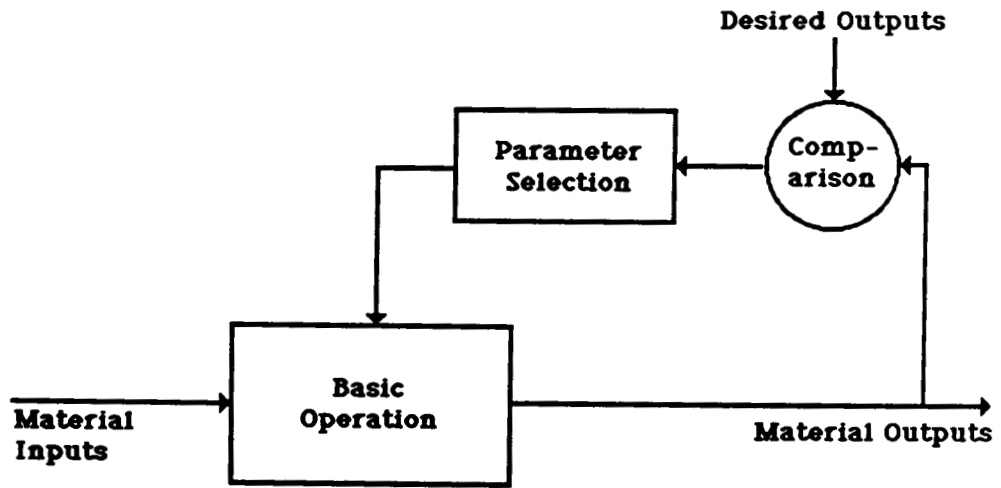 Desired Outputs
Parameter
Selection
Comp-
arison
Basic
Operation
Material
Inputs
Material Outputs